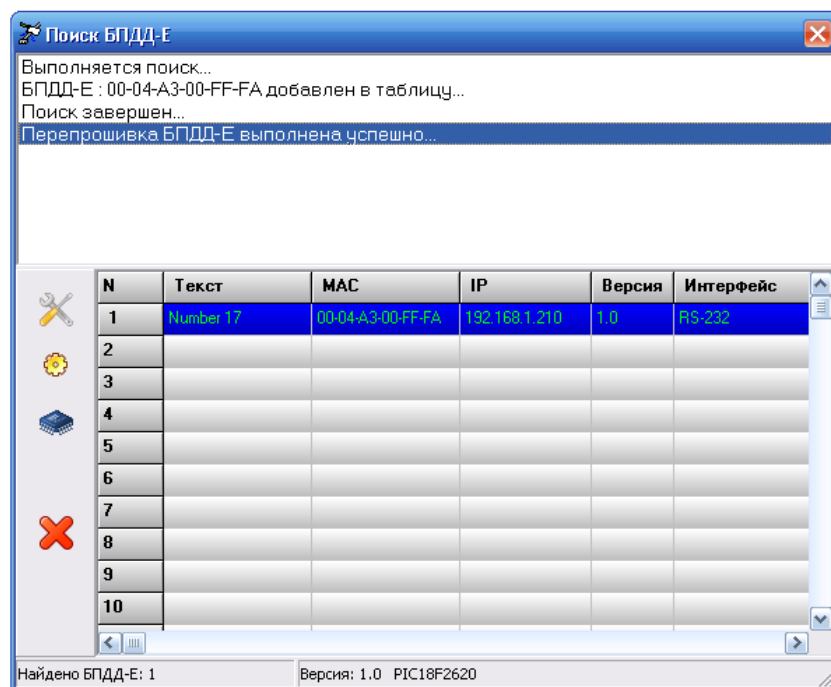 Поиск БПДД-Е
Выполняется поиск...
БПДД-Е : 00-04-A3-00-FF-FA добавлен в таблицу...
Поиск завершен...
Перепрошивка БПДД-Е выполнена успешно...
N Текст MAC IP Версия Интерфейс
1 Number 17 00-04-A3-00-FF-FA 192.168.1.210 1.0 RS-232
2
3
4
5
6
7
8
9
10
Найдено БПДД-Е: 1 Версия: 1.0 PIC18F2620